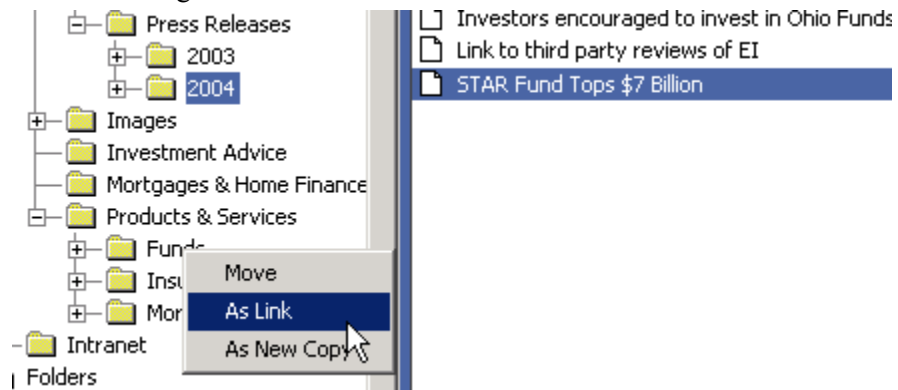 Press Releases
2003
2004
Images
Investment Advice
Mortgages & Home Finance
Products & Services
Funds
Move
As Link
As New Copy
Intranet
Folders
Investors encouraged to invest in Ohio Funds
Link to third party reviews of EI
STAR Fund Tops $7 Billion